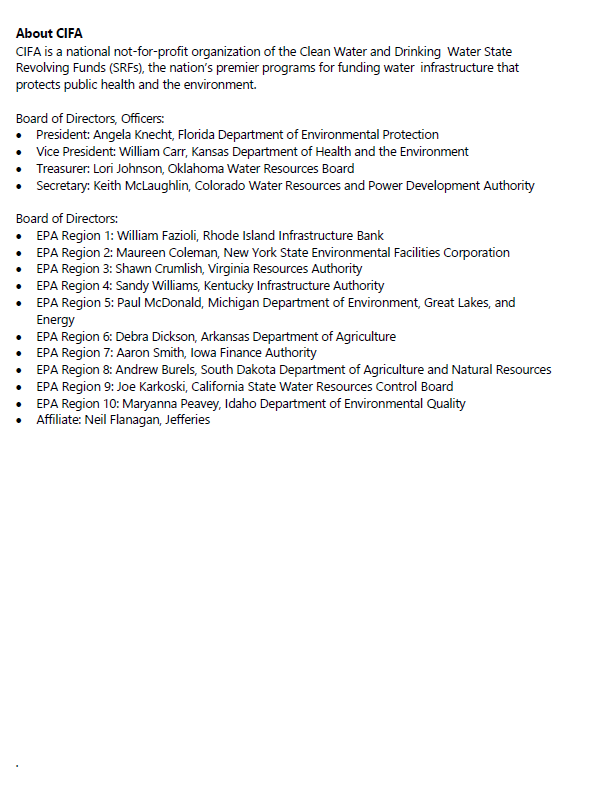 About CIFA
CIFA is a national not-for-profit organization of the Clean Water and Drinking Water State
Revolving Funds (SRFs), the nation's premier programs for funding water infrastructure that
protects public health and the environment.
Board of Directors, Officers:
• President: Angela Knecht, Florida Department of Environmental Protection
• Vice President: William Carr, Kansas Department of Health and the Environment
• Treasurer: Lori Johnson, Oklahoma Water Resources Board
• Secretary: Keith McLaughlin, Colorado Water Resources and Power Development Authority
Board of Directors:
• EPA Region 1: William Fazioli, Rhode Island Infrastructure Bank
• EPA Region 2: Maureen Coleman, New York State Environmental Facilities Corporation
• EPA Region 3: Shawn Crumlish, Virginia Resources Authority
• EPA Region 4: Sandy Williams, Kentucky Infrastructure Authority
• EPA Region 5: Paul McDonald, Michigan Department of Environment, Great Lakes, and
Energy
• EPA Region 6: Debra Dickson, Arkansas Department of Agriculture
• EPA Region 7: Aaron Smith, Iowa Finance Authority
• EPA Region 8: Andrew Burels, South Dakota Department of Agriculture and Natural Resources
• EPA Region 9: Joe Karkoski, California State Water Resources Control Board
• EPA Region 10: Maryanna Peavey, Idaho Department of Environmental Quality
• Affiliate: Neil Flanagan, Jefferies
.